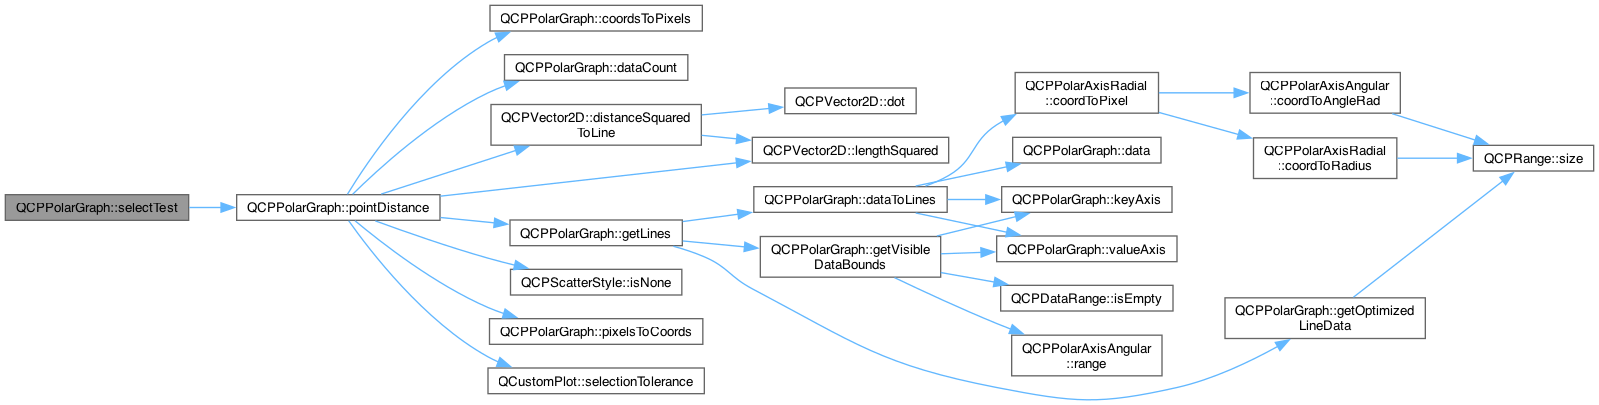 QCPPolarGraph::selectTest
QCPPolarGraph::pointDistance
QCPPolarGraph::coordsToPixels
QCPPolarGraph::dataCount
QCPVector2D::distanceSquared
ToLine
QCPPolarGraph::getLines
QCPScatterStyle::isNone
QCPPolarGraph::pixelsToCoords
QCustomPlot::selectionTolerance
QCPVector2D::dot
QCPVector2D::lengthSquared
QCPPolarGraph::dataToLines
QCPPolarGraph::getVisible
DataBounds
QCPPolarAxisRadial
::coordToPixel
QCPPolarGraph::data
QCPPolarGraph::keyAxis
QCPPolarGraph::valueAxis
QCPDataRange::isEmpty
QCPPolarAxisAngular
::range
QCPPolarAxisAngular
::coordToAngleRad
QCPPolarAxisRadial
::coordToRadius
QCPPolarGraph::getOptimized
LineData
QCPRange::size